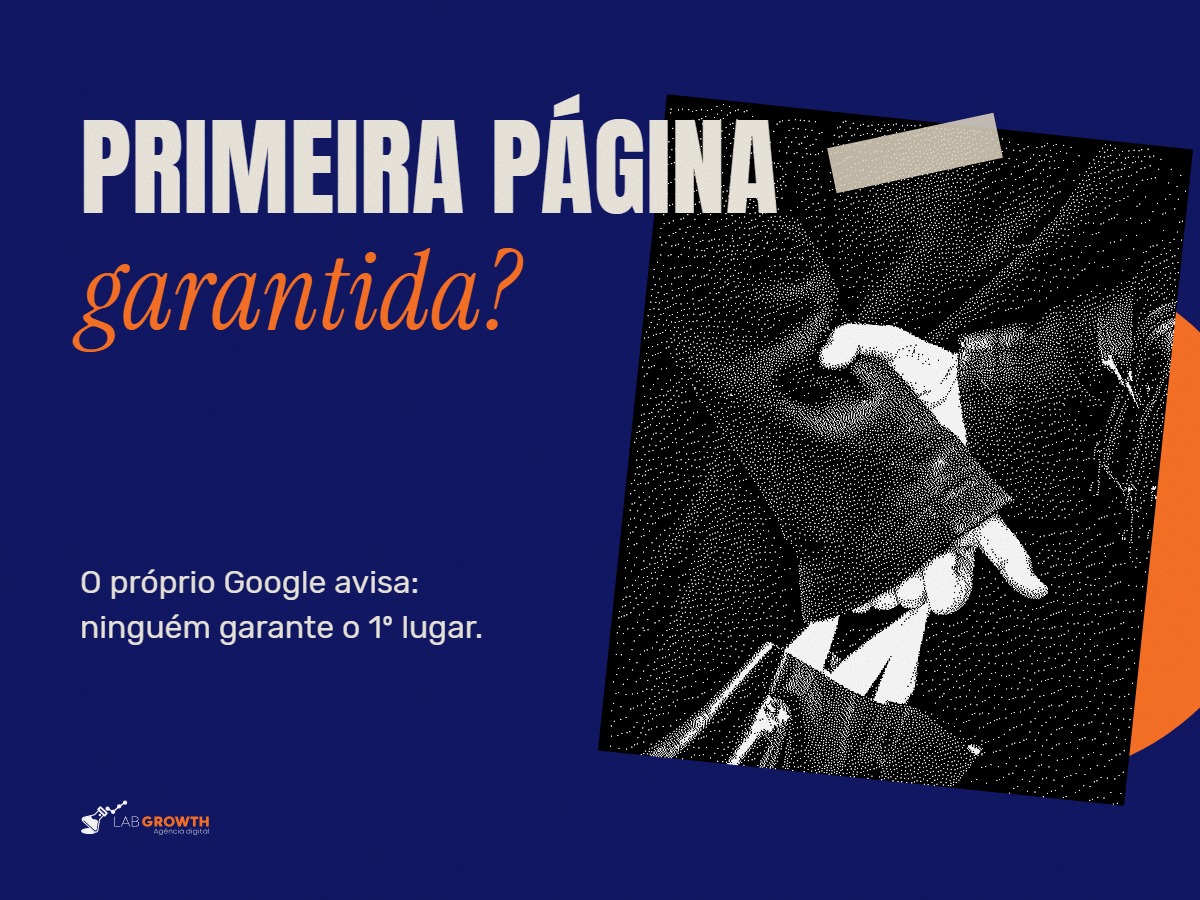 PRIMEIRA PÁGINA
garantida?
O próprio Google avisa:
ninguém garante o 1º lugar.
LAB GROWTH
Agência digital